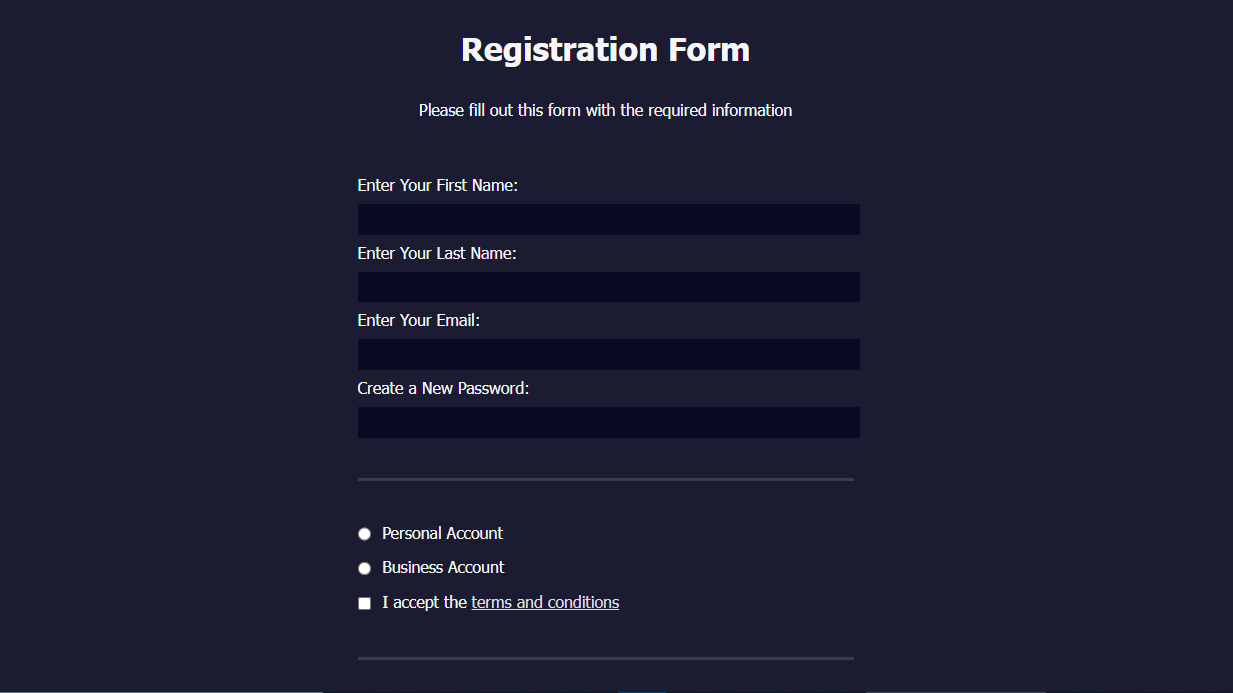 Registration Form
Please fill out this form with the required information
Enter Your First Name:
Enter Your Last Name:
Enter Your Email:
Create a New Password:
Personal Account
Business Account
I accept the terms and conditions